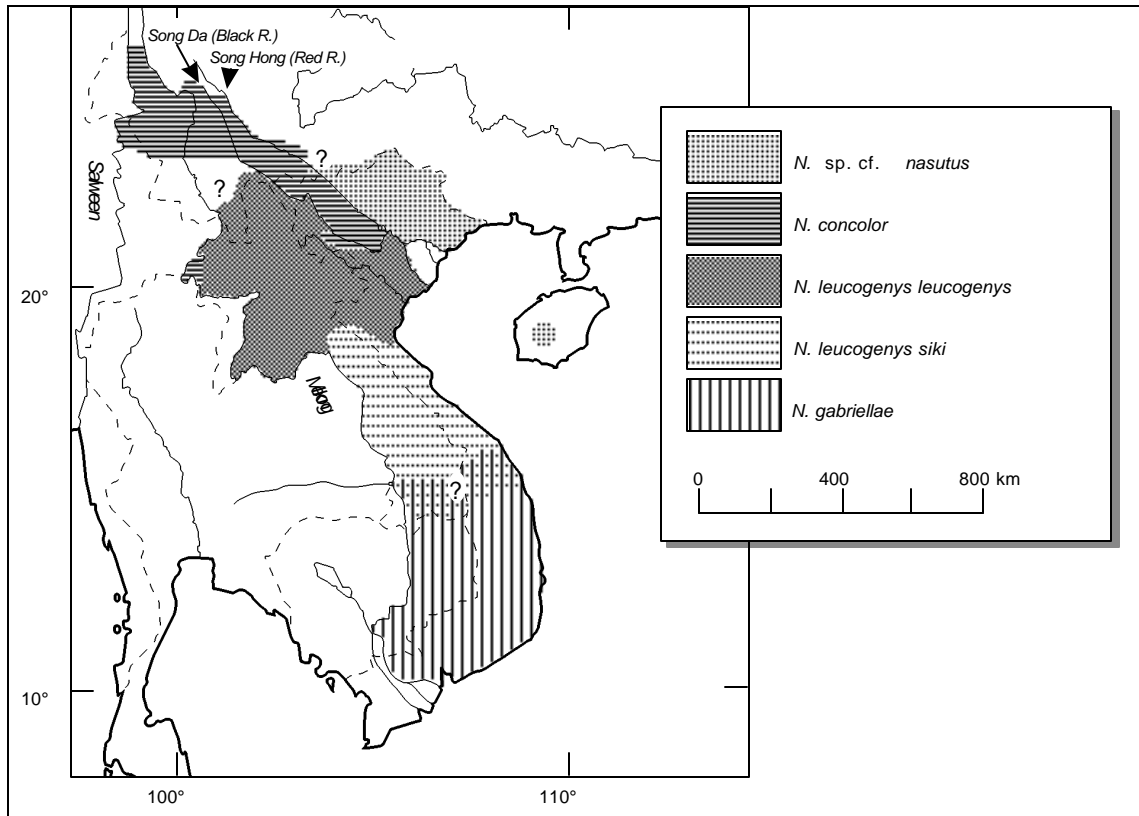 Song Da (Black R.)
Song Hong (Red R.)
?
?
Salween
20°
?
10°
100°
110°
N. sp. cf. nasutus
N. concolor
N. leucogenys leucogenys
N. leucogenys siki
N. gabriellae
0 400 800 km